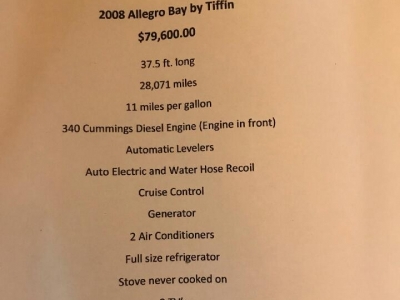 2008 Allegro Bay by Tiffin
$79,600.00
37.5 ft. long
28,071 miles
11 miles per gallon
340 Cummings Diesel Engine (Engine in front)
Automatic Levelers
Auto Electric and Water Hose Recoil
Cruise Control
Generator
2 Air Conditioners
Full size refrigerator
Stove never cooked on